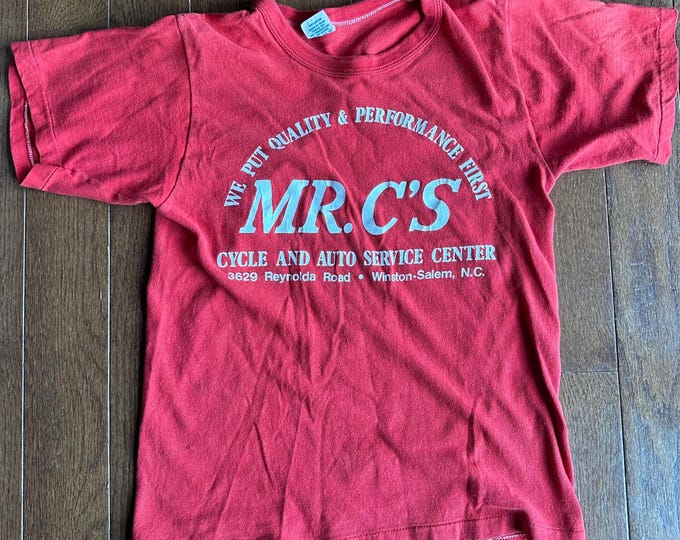 WE PUT QUALITY & PERFORMANCE FIRST
MR. C'S
CYCLE AND AUTO SERVICE CENTER
3629 Reynolda Road • Winston-Salem, N.C.